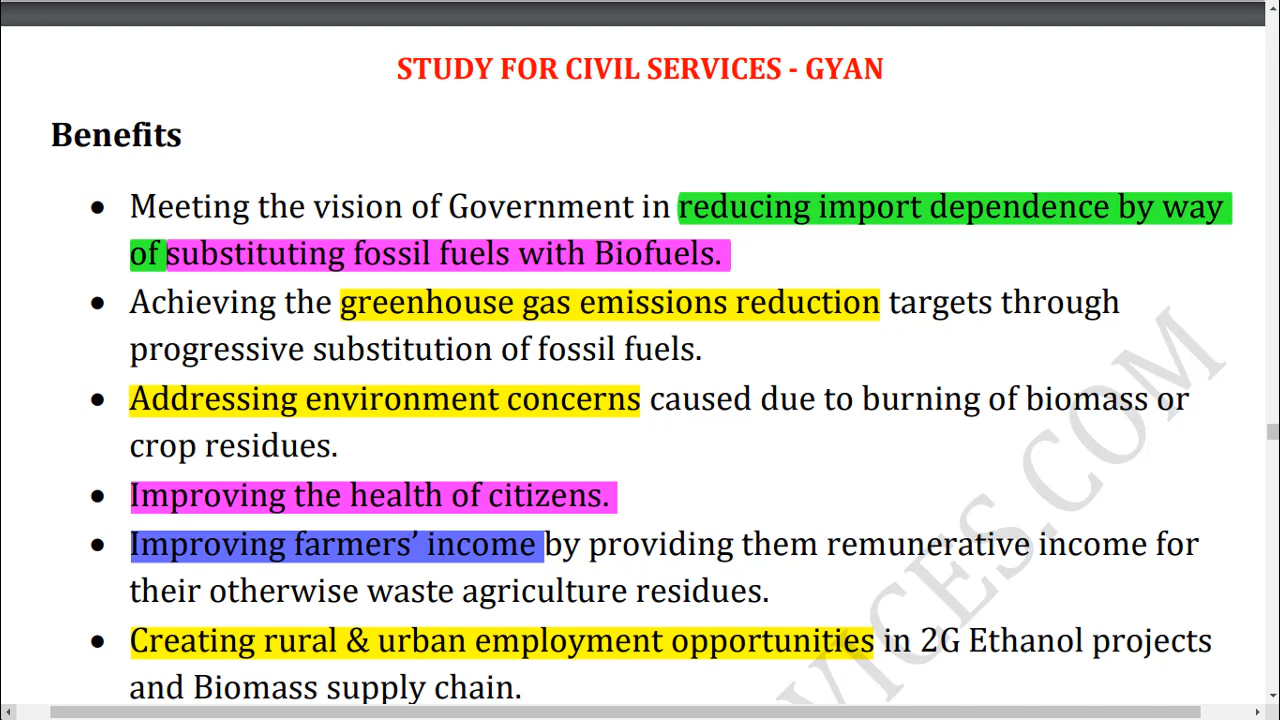 STUDY FOR CIVIL SERVICES - GYAN
Benefits
• Meeting the vision of Government in reducing import dependence by way
of substituting fossil fuels with Biofuels.
• Achieving the greenhouse gas emissions reduction targets through
progressive substitution of fossil fuels.
• Addressing environment concerns caused due to burning of biomass or
crop residues.
• Improving the health of citizens.
• Improving farmers’ income by providing them remunerative income for
their otherwise waste agriculture residues.
• Creating rural & urban employment opportunities in 2G Ethanol projects
and Biomass supply chain.
VICES.COM